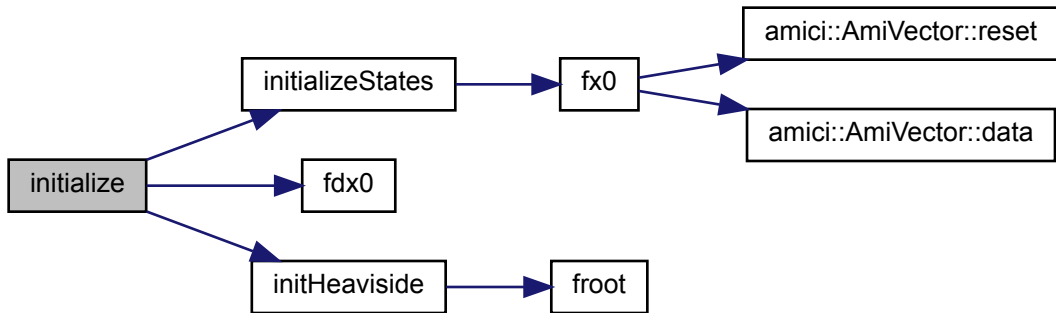 amici::AmiVector::reset
initializeStates
fx0
amici::AmiVector::data
initialize
fdx0
initHeaviside
froot